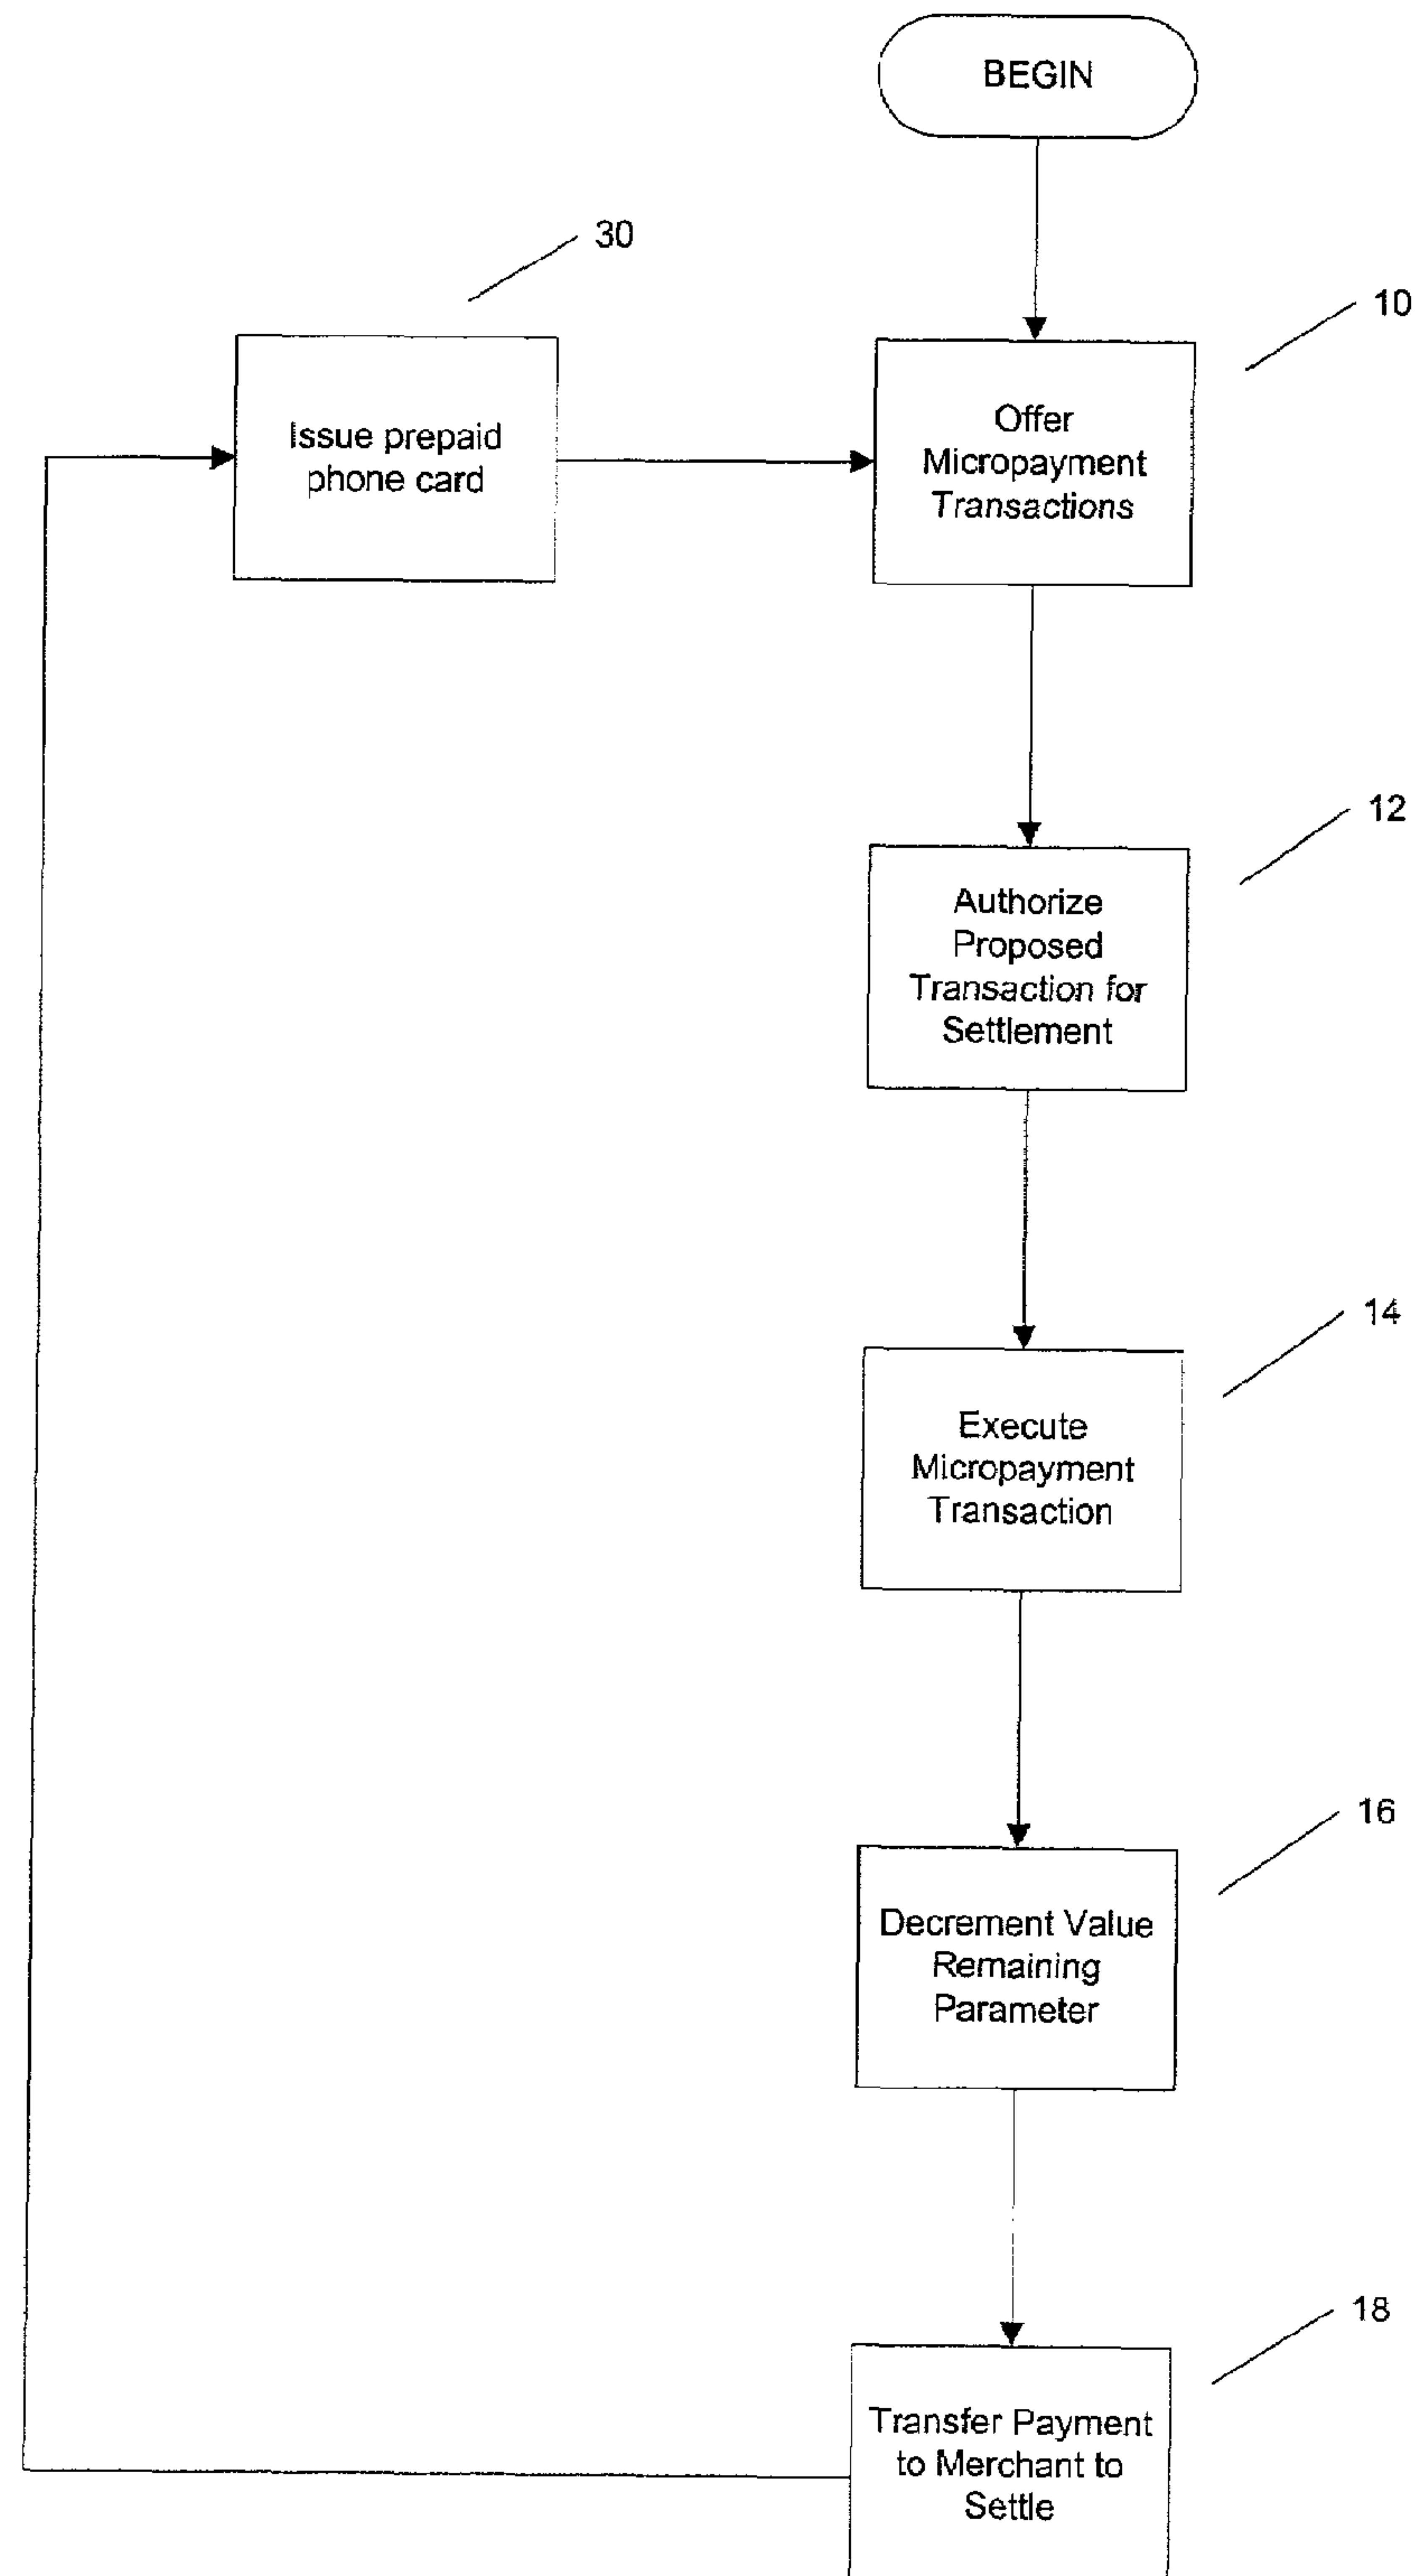 BEGIN
30
10
Issue prepaid
phone card
Offer
Micropayment
Transactions
12
Authorize
Proposed
Transaction for
Settlement
14
Execute
Micropayment
Transaction
16
Decrement Value
Remaining
Parameter
18
Transfer Payment
to Merchant to
Settle